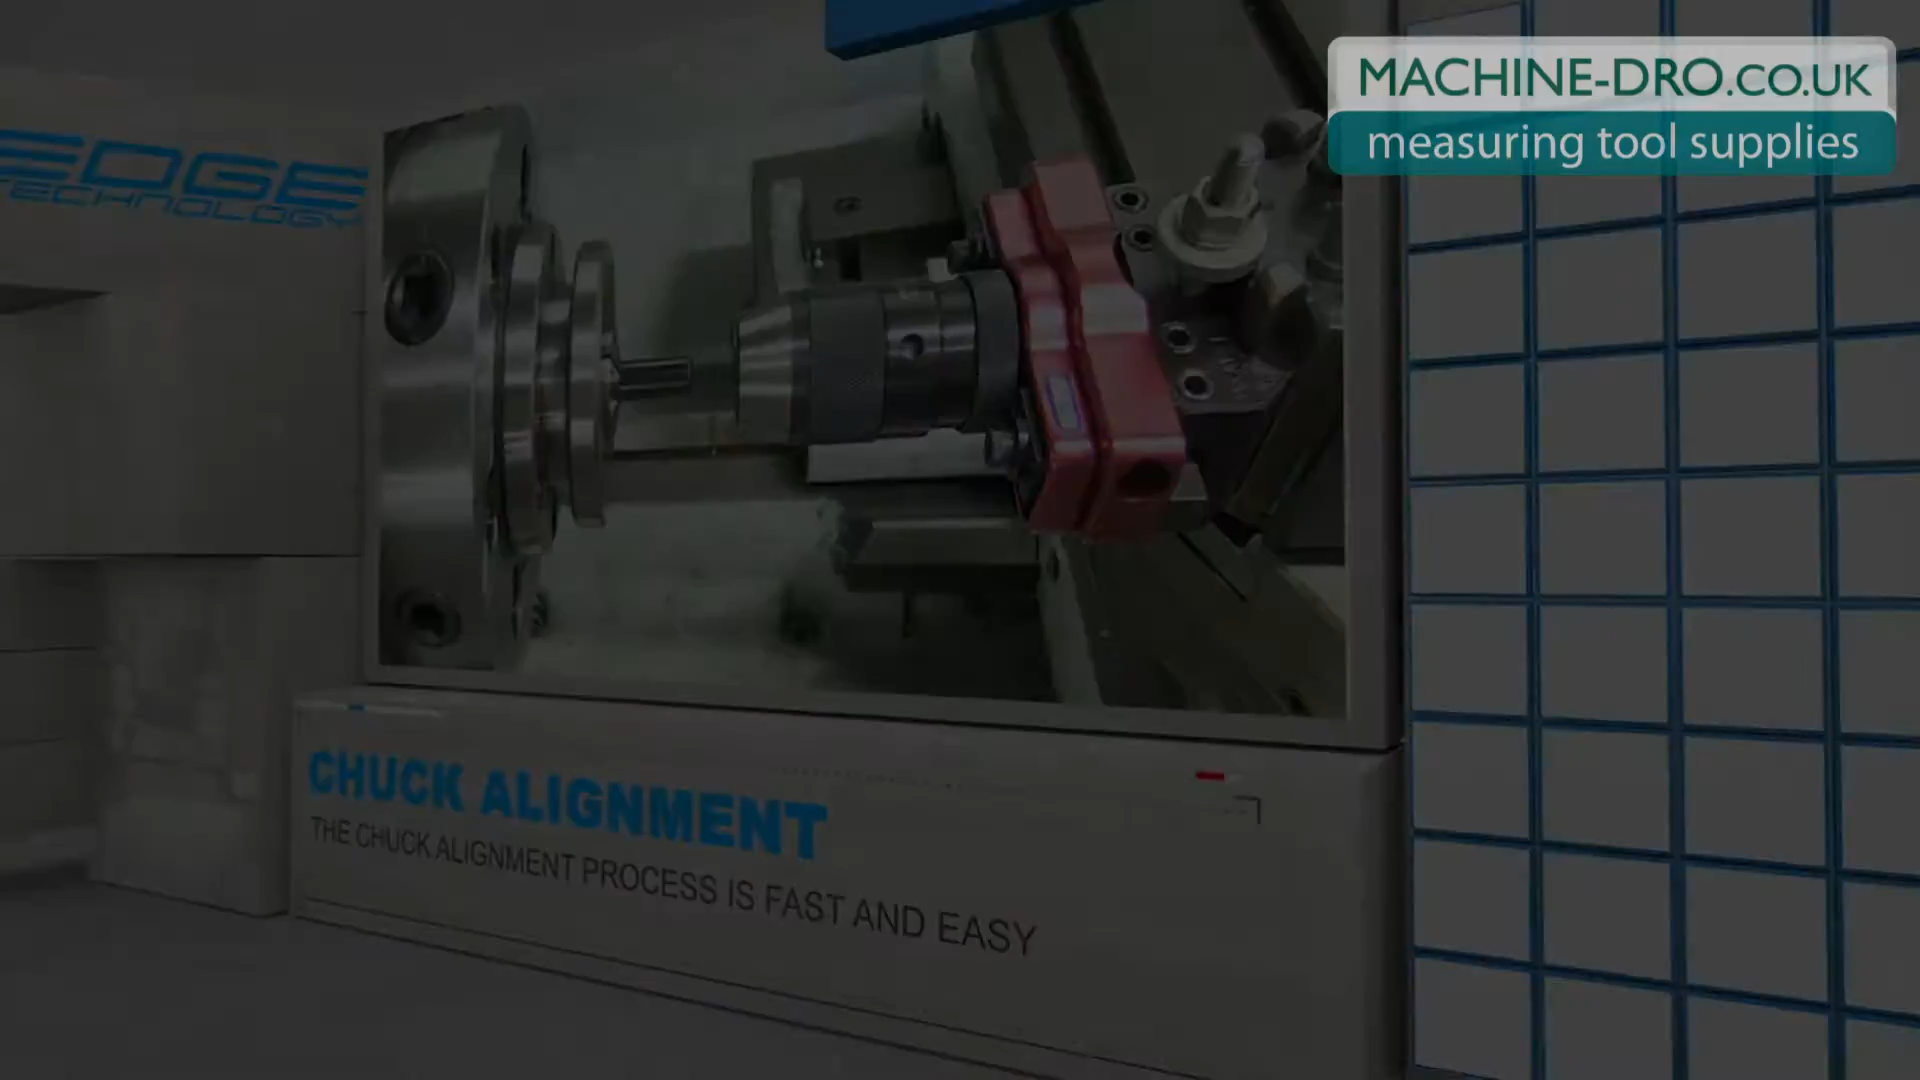 MACHINE-DRO.CO.UK
measuring tool supplies
EDGE
TECHNOLOGY
CHUCK ALIGNMENT
THE CHUCK ALIGNMENT PROCESS IS FAST AND EASY